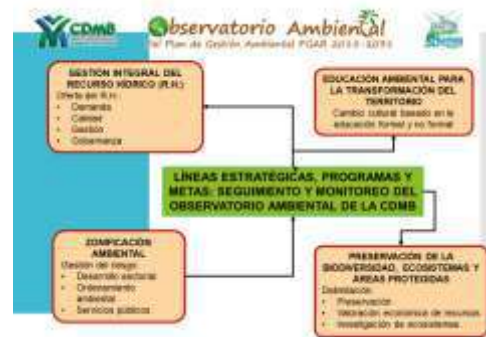 CDMB
Observatorio Ambiental
del Plan de Gestión Ambiental PGAR 2015-2031
GESTIÓN INTEGRAL DEL
RECURSO HÍDRICO (R.H.)
Oferta del R.H.
• Demanda
• Calidad
• Gestión
• Gobernanza
EDUCACIÓN AMBIENTAL PARA
LA TRANSFORMACIÓN DEL
TERRITORIO
Cambio cultural basado en la
educación formal y no formal
LÍNEAS ESTRATÉGICAS, PROGRAMAS Y
METAS: SEGUIMIENTO Y MONITOREO DEL
OBSERVATORIO AMBIENTAL DE LA CDMB
ZONIFICACIÓN
AMBIENTAL
Gestión del riesgo
• Desarrollo sectorial
• Ordenamiento
ambiental
• Servicios públicos
PRESERVACIÓN DE LA
BIODIVERSIDAD, ECOSISTEMAS Y
ÁREAS PROTEGIDAS
Delimitación
• Preservación
• Valoración económica de recursos
• Investigación de ecosistemas